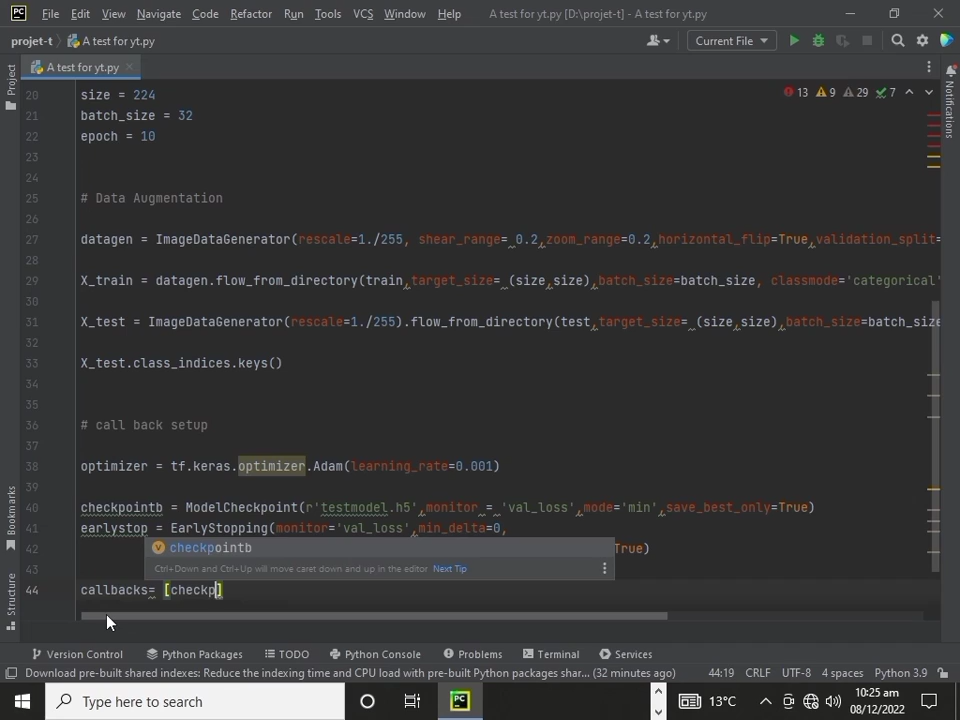 PC File Edit View Navigate Code Refactor Run Tools VCS Window Help A test for yt.py [D:\projet-t] - A test for yt.py
projet-t A test for yt.py Current File
Project A test for yt.py Notifications
13 9 29 7
20 size = 224
21 batch_size = 32
22 epoch = 10
23
24
25 # Data Augmentation
26
27 datagen = ImageDataGenerator(rescale=1./255, shear_range= 0.2,zoom_range=0.2,horizontal_flip=True,validation_split=
28
29 X_train = datagen.flow_from_directory(train,target_size= (size,size),batch_size=batch_size, classmode='categorical'
30
31 X_test = ImageDataGenerator(rescale=1./255).flow_from_directory(test,target_size= (size,size),batch_size=batch_size
32
33 X_test.class_indices.keys()
34
35
36 # call back setup
37
38 optimizer = tf.keras.optimizer.Adam(learning_rate=0.001)
39
40 checkpointb = ModelCheckpoint(r'testmodel.h5',monitor = 'val_loss',mode='min',save_best_only=True)
41 earlystop = EarlyStopping(monitor='val_loss',min_delta=0,
42 True)
v checkpointb
43
Ctrl+Down and Ctrl+Up will move caret down and up in the editor Next Tip
44 callbacks= [checkp]
Bookmarks
Structure
Version Control Python Packages TODO Python Console Problems Terminal Services
Download pre-built shared indexes: Reduce the indexing time and CPU load with pre-built Python packages shar... (32 minutes ago) 44:19 CRLF UTF-8 4 spaces Python 3.9
Type here to search PC 13°C 10:25 am
08/12/2022